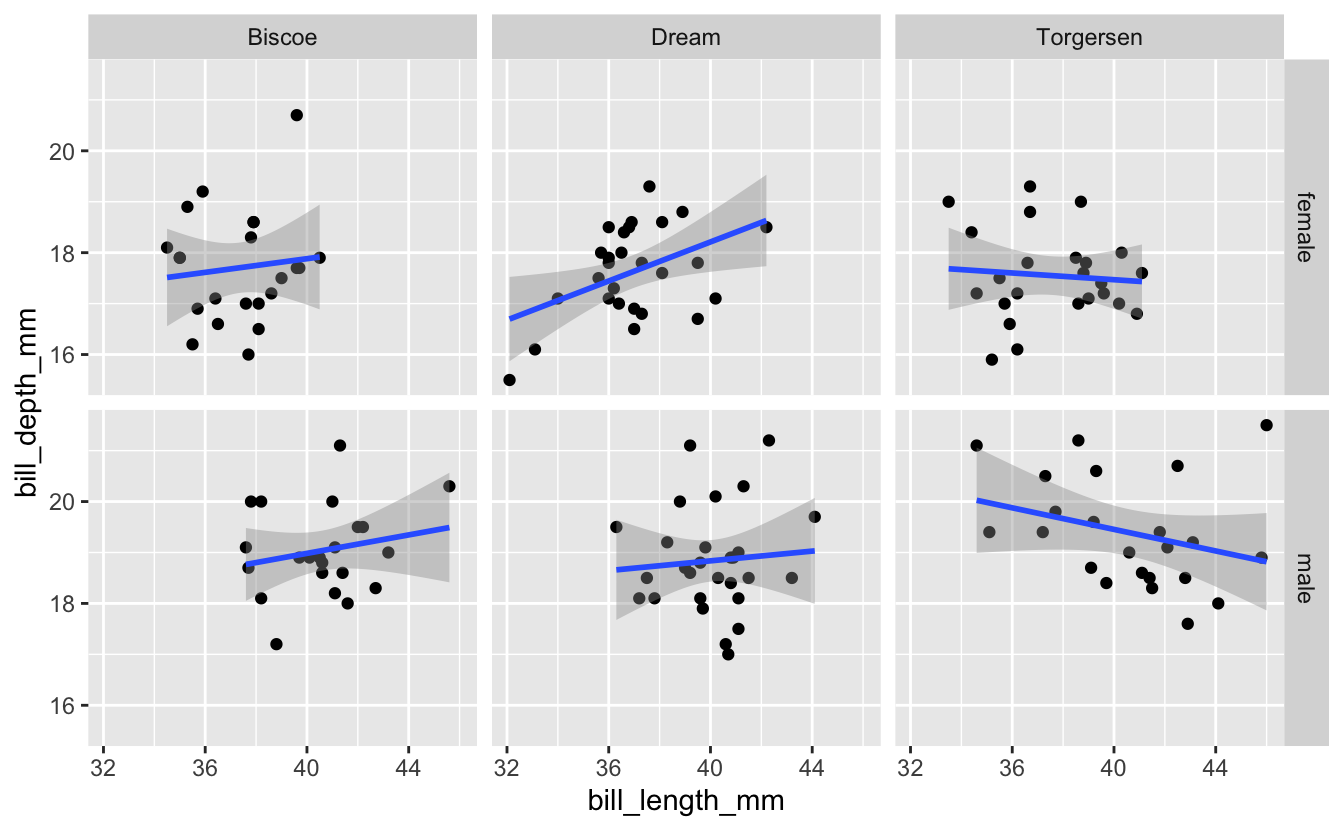 Biscoe Dream Torgersen
20
18
16
female
20
18
16
male
32 36 40 44 32 36 40 44 32 36 40 44
bill_length_mm
bill_depth_mm